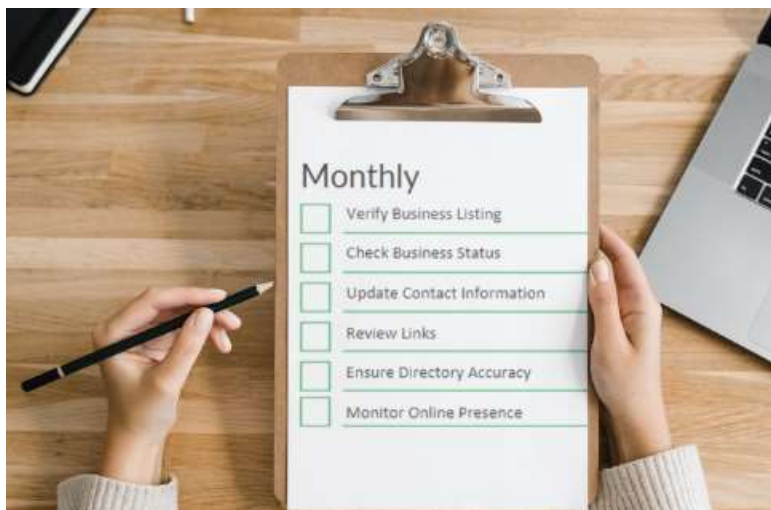 Monthly
Verify Business Listing
Check Business Status
Update Contact Information
Review Links
Ensure Directory Accuracy
Monitor Online Presence